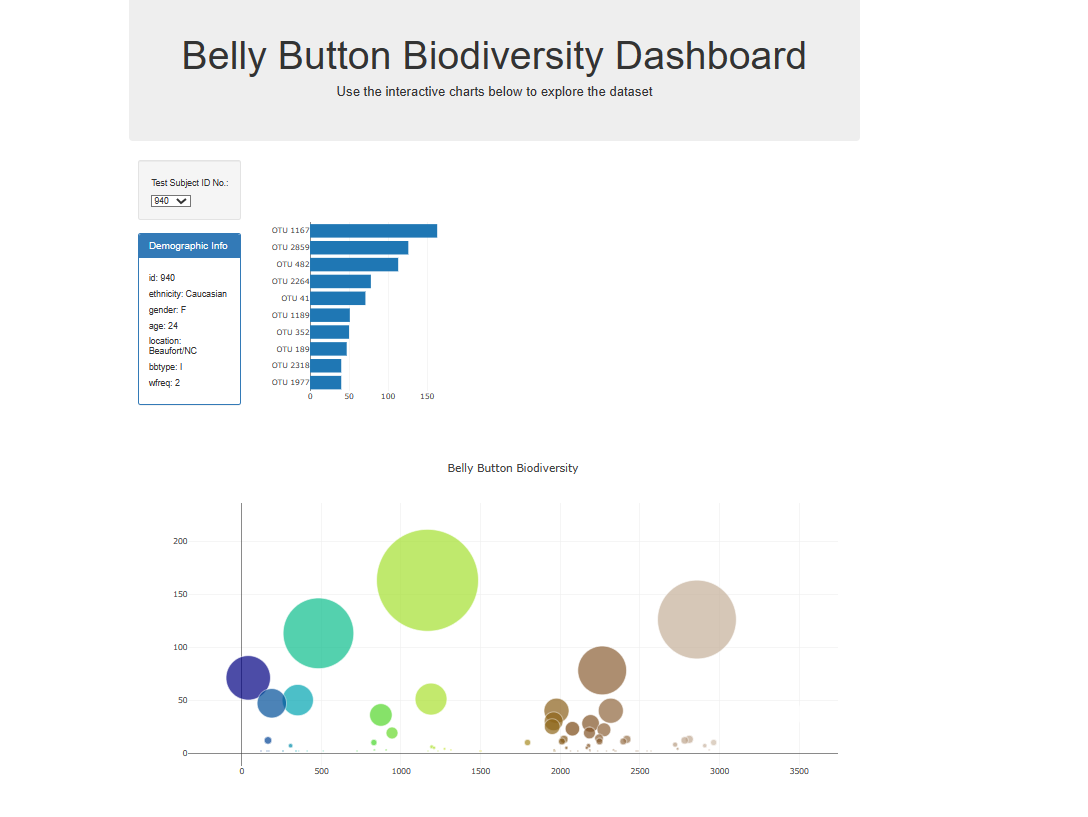 Belly Button Biodiversity Dashboard
Use the interactive charts below to explore the dataset
Test Subject ID No.:
940
Demographic Info
id: 940
ethnicity: Caucasian
gender: F
age: 24
location:
Beaufort/NC
bbtype: I
wfreq: 2
OTU 1167
OTU 2859
OTU 482
OTU 2264
OTU 41
OTU 1189
OTU 352
OTU 189
OTU 2318
OTU 1977
0 50 100 150
Belly Button Biodiversity
200
150
100
50
0
0 500 1000 1500 2000 2500 3000 3500